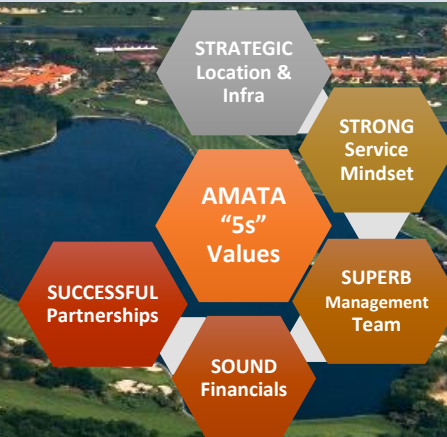 STRATEGIC
Location &
Infra
STRONG
Service
Mindset
AMATA
“5s”
Values
SUPERB
Management
Team
SUCCESSFUL
Partnerships
SOUND
Financials